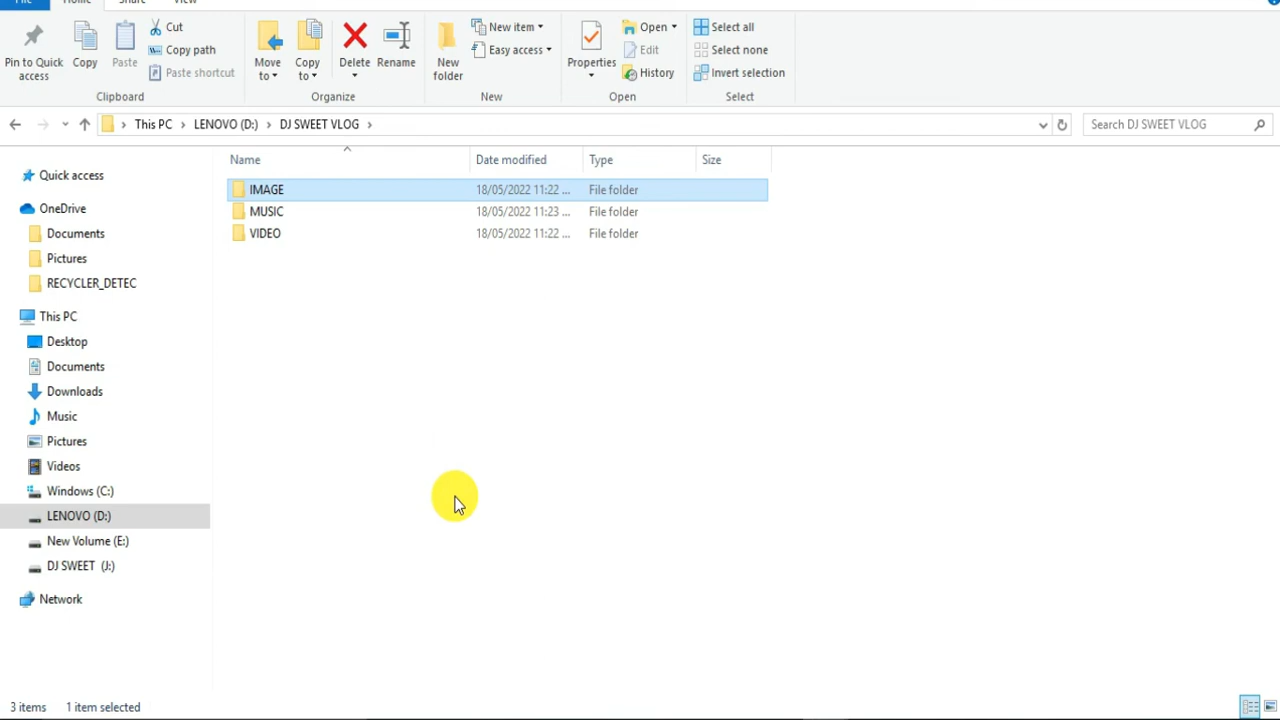 File Home Share View
Cut
Copy path
Paste shortcut
Pin to Quick access
Copy
Paste
Clipboard
Move to
Copy to
Delete
Rename
Organize
New folder
New item
Easy access
New
Properties
Open
Edit
History
Open
Select all
Select none
Invert selection
Select
This PC > LENOVO (D:) > DJ SWEET VLOG >
Search DJ SWEET VLOG
Name Date modified Type Size
IMAGE 18/05/2022 11:22 ... File folder
MUSIC 18/05/2022 11:23 ... File folder
VIDEO 18/05/2022 11:22 ... File folder
Quick access
OneDrive
Documents
Pictures
RECYCLER_DETEC
This PC
Desktop
Documents
Downloads
Music
Pictures
Videos
Windows (C:)
LENOVO (D:)
New Volume (E:)
DJ SWEET (J:)
Network
3 items 1 item selected